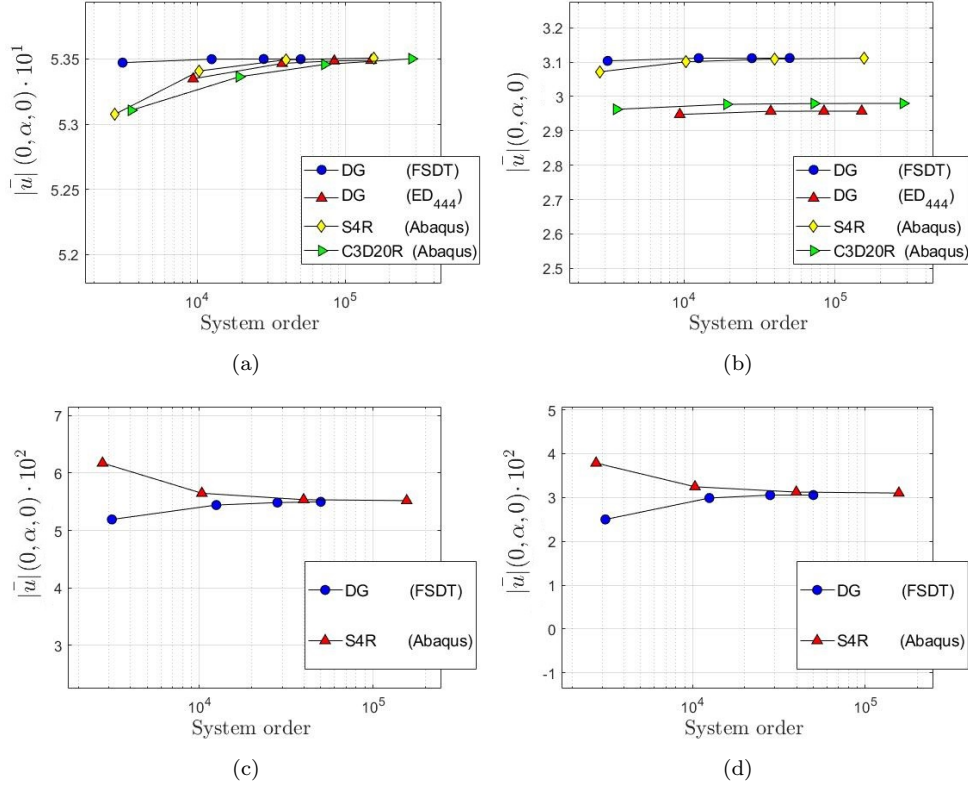 |ū|(0, α, 0) · 10¹
5.35
5.3
5.25
5.2
DG (FSDT)
DG (ED₄₄₄)
S4R (Abaqus)
C3D20R (Abaqus)
10⁴ 10⁵
System order
(a)
|ū|(0, α, 0)
3.1
3
2.9
2.8
2.7
2.6
2.5
DG (FSDT)
DG (ED₄₄₄)
S4R (Abaqus)
C3D20R (Abaqus)
10⁴ 10⁵
System order
(b)
|ū|(0, α, 0) · 10²
7
6
5
4
3
DG (FSDT)
S4R (Abaqus)
10⁴ 10⁵
System order
(c)
|ū|(0, α, 0) · 10²
5
4
3
2
1
0
-1
DG (FSDT)
S4R (Abaqus)
10⁴ 10⁵
System order
(d)